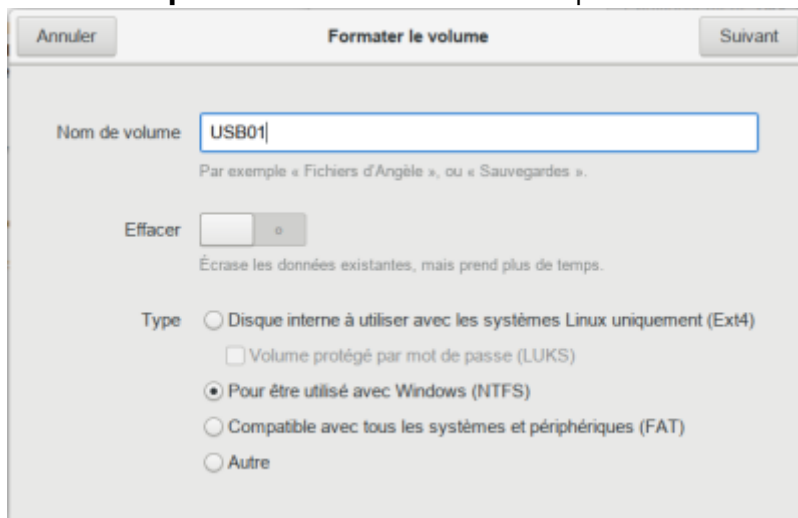 Annuler Formater le volume Suivant
Nom de volume USB01
Par exemple « Fichiers d'Angèle », ou « Sauvegardes ».
Effacer
Écrase les données existantes, mais prend plus de temps.
Type Disque interne à utiliser avec les systèmes Linux uniquement (Ext4)
Volume protégé par mot de passe (LUKS)
Pour être utilisé avec Windows (NTFS)
Compatible avec tous les systèmes et périphériques (FAT)
Autre